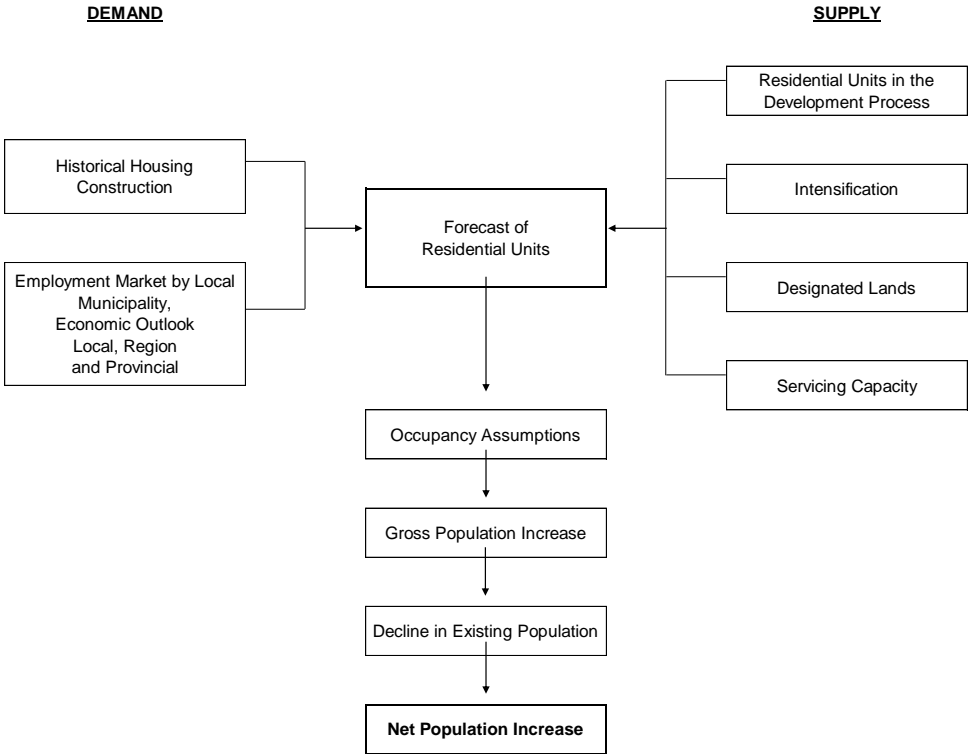 DEMAND
SUPPLY
Residential Units in the
Development Process
Historical Housing
Construction
Intensification
Forecast of
Residential Units
Employment Market by Local
Municipality,
Economic Outlook
Local, Region
and Provincial
Designated Lands
Servicing Capacity
Occupancy Assumptions
Gross Population Increase
Decline in Existing Population
Net Population Increase